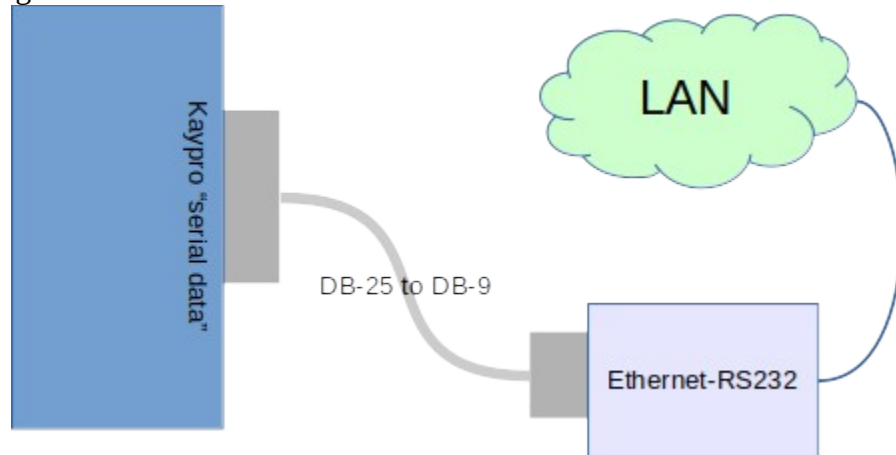 Kaypro “serial data”
LAN
DB-25 to DB-9
Ethernet-RS232